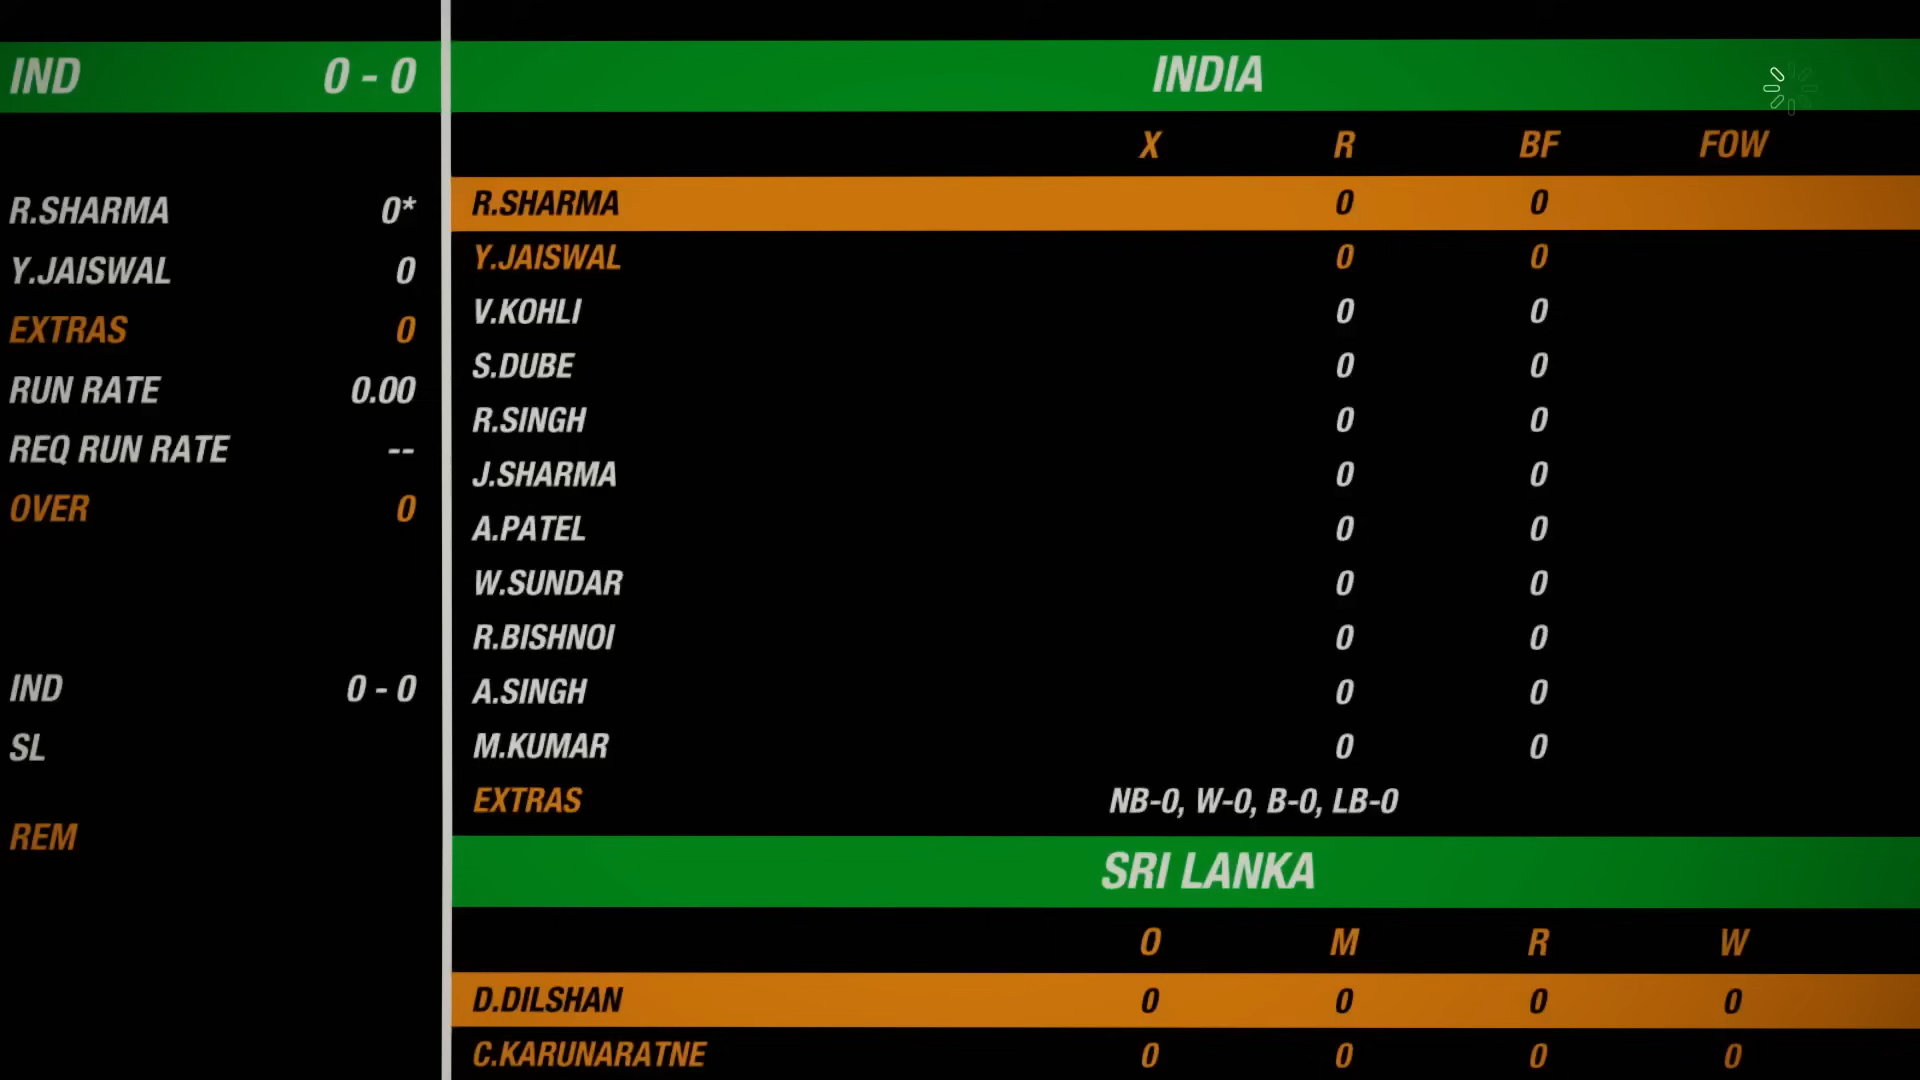 IND 0 - 0
R.SHARMA 0*
Y.JAISWAL 0
EXTRAS 0
RUN RATE 0.00
REQ RUN RATE --
OVER 0
IND 0 - 0
SL
REM
INDIA
X R BF FOW
R.SHARMA 0 0
Y.JAISWAL 0 0
V.KOHLI 0 0
S.DUBE 0 0
R.SINGH 0 0
J.SHARMA 0 0
A.PATEL 0 0
W.SUNDAR 0 0
R.BISHNOI 0 0
A.SINGH 0 0
M.KUMAR 0 0
EXTRAS NB-0, W-0, B-0, LB-0
SRI LANKA
O M R W
D.DILSHAN 0 0 0 0
C.KARUNARATNE 0 0 0 0